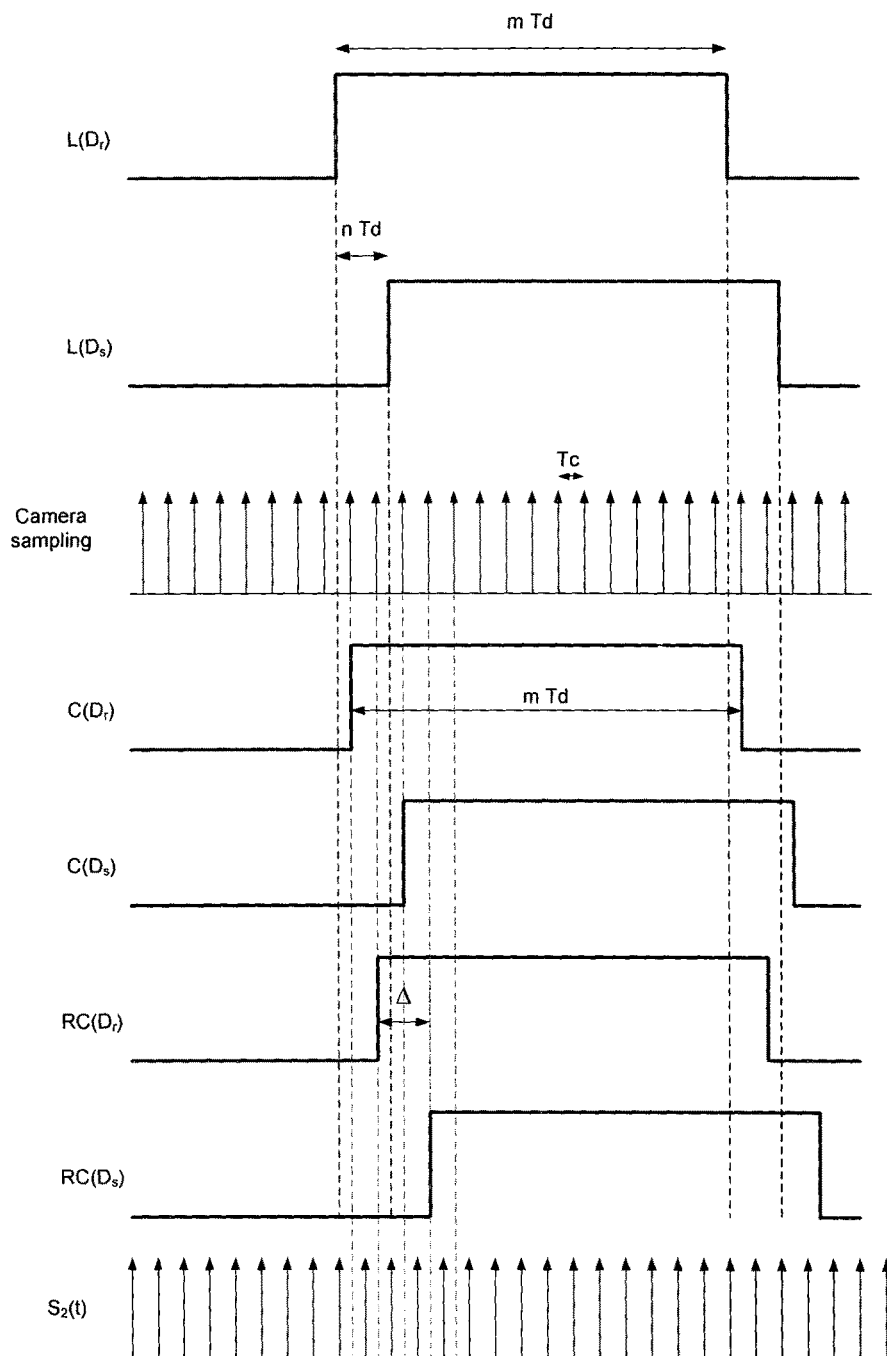 m Td
L(Dᵣ)
n Td
L(Dₛ)
Tc
Camera
sampling
C(Dᵣ)
m Td
C(Dₛ)
Δ
RC(Dᵣ)
RC(Dₛ)
S₂(t)